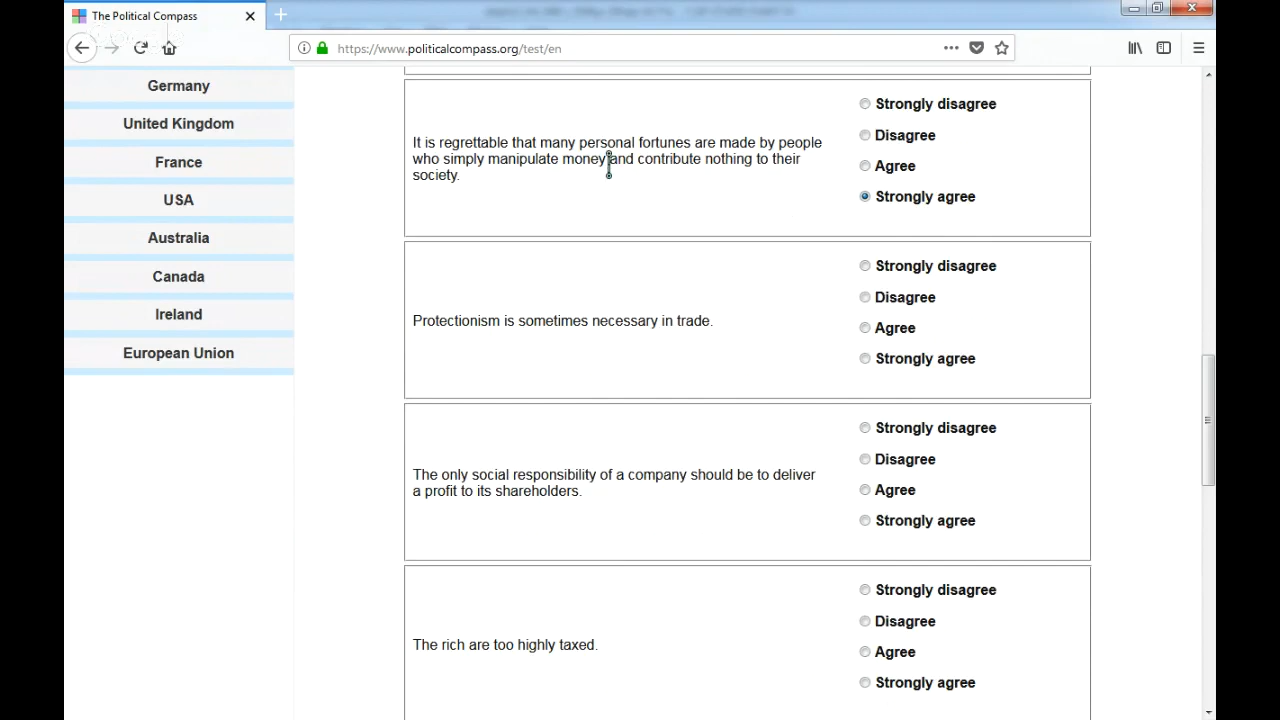 The Political Compass
https://www.politicalcompass.org/test/en
Germany
United Kingdom
France
USA
Australia
Canada
Ireland
European Union
It is regrettable that many personal fortunes are made by people
who simply manipulate money and contribute nothing to their
society.
Strongly disagree
Disagree
Agree
Strongly agree
Protectionism is sometimes necessary in trade.
Strongly disagree
Disagree
Agree
Strongly agree
The only social responsibility of a company should be to deliver
a profit to its shareholders.
Strongly disagree
Disagree
Agree
Strongly agree
The rich are too highly taxed.
Strongly disagree
Disagree
Agree
Strongly agree